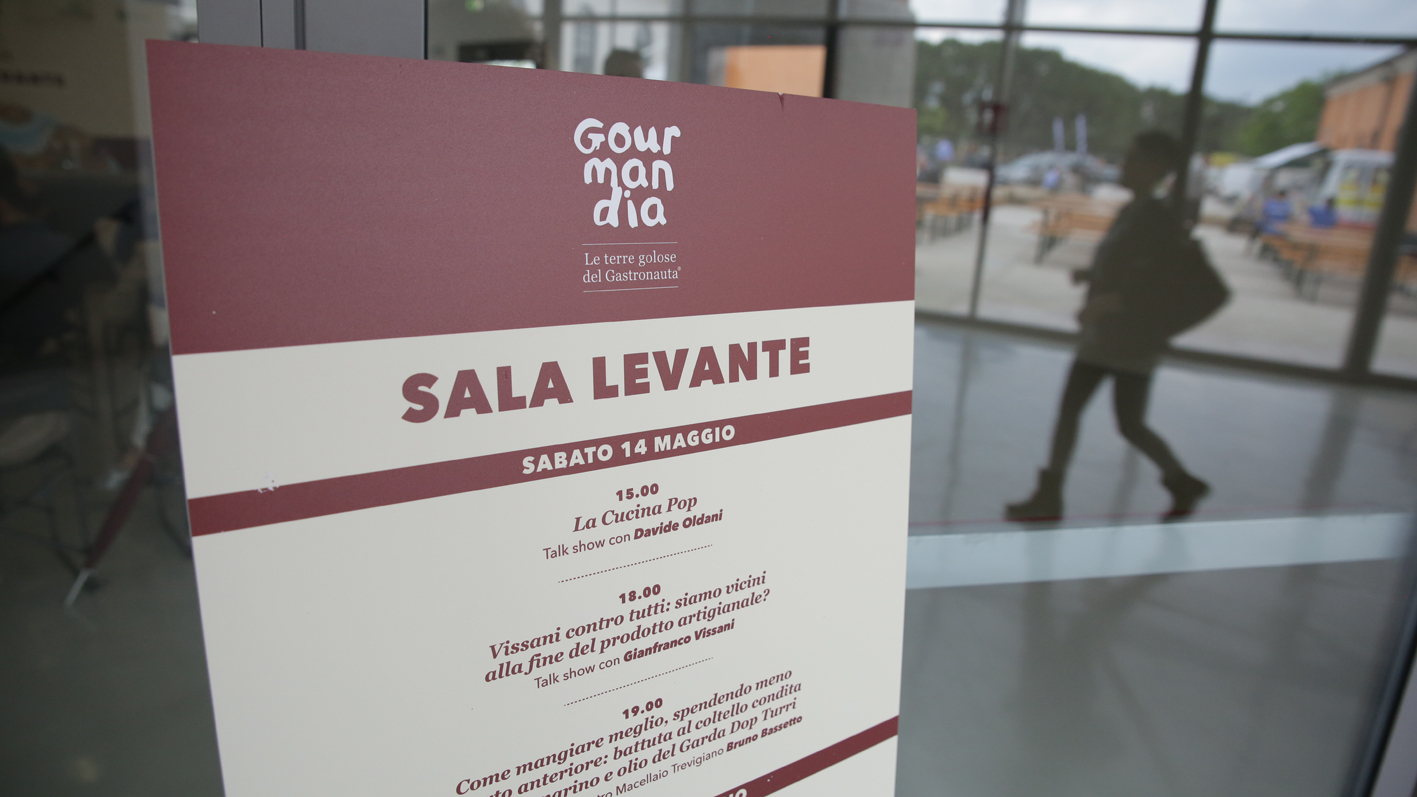 Gour
man
dia
Le terre golose
del Gastronauta®
SALA LEVANTE
SABATO 14 MAGGIO
15.00
La Cucina Pop
Talk show con Davide Oldani
18.00
Vissani contro tutti: siamo vicini
alla fine del prodotto artigianale?
Talk show con Gianfranco Vissani
19.00
Come mangiare meglio, spendendo meno
anteriore: battuta al coltello condita
e olio del Garda Dop Turri
Macellaio Trevigiano Bruno Bassetto